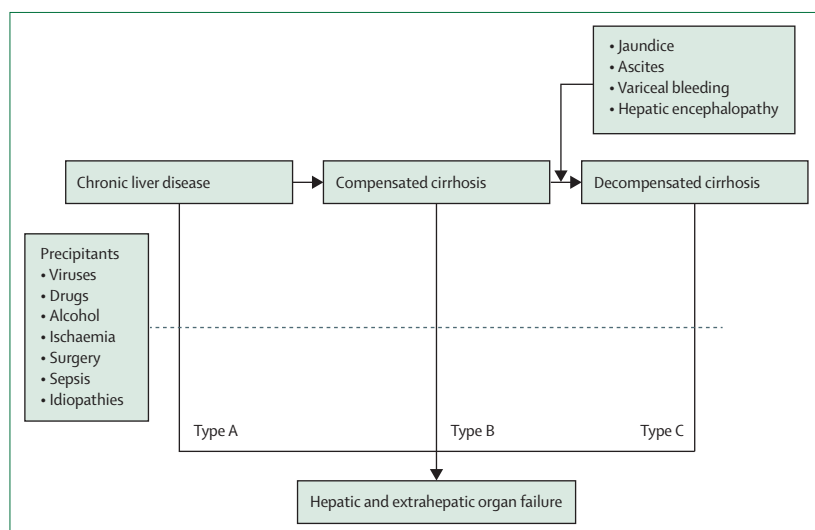 • Jaundice
• Ascites
• Variceal bleeding
• Hepatic encephalopathy
Chronic liver disease
Compensated cirrhosis
Decompensated cirrhosis
Precipitants
• Viruses
• Drugs
• Alcohol
• Ischaemia
• Surgery
• Sepsis
• Idiopathies
Type A
Type B
Type C
Hepatic and extrahepatic organ failure